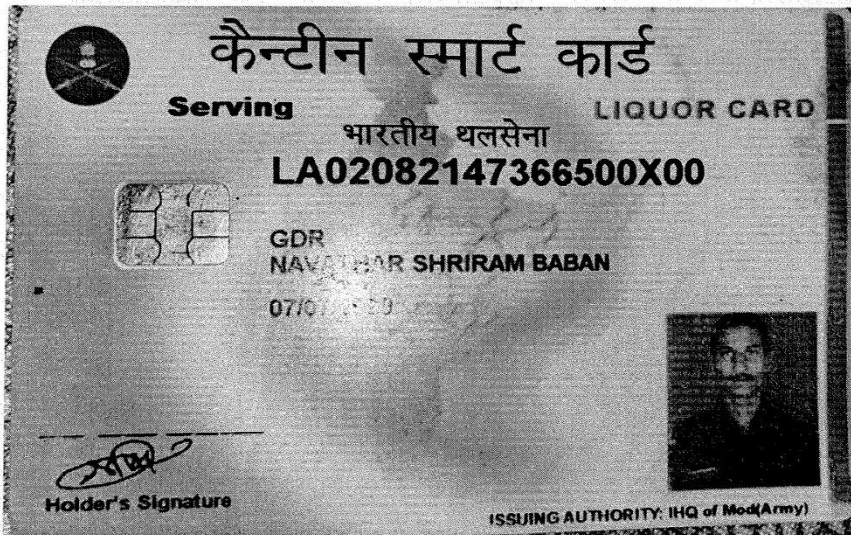 कैन्टीन स्मार्ट कार्ड
Serving
LIQUOR CARD
भारतीय थलसेना
LA02082147366500X00
GDR
SHRIRAM BABAN
Holder's Signature
ISSUING AUTHORITY: IHQ of Mod(Army)